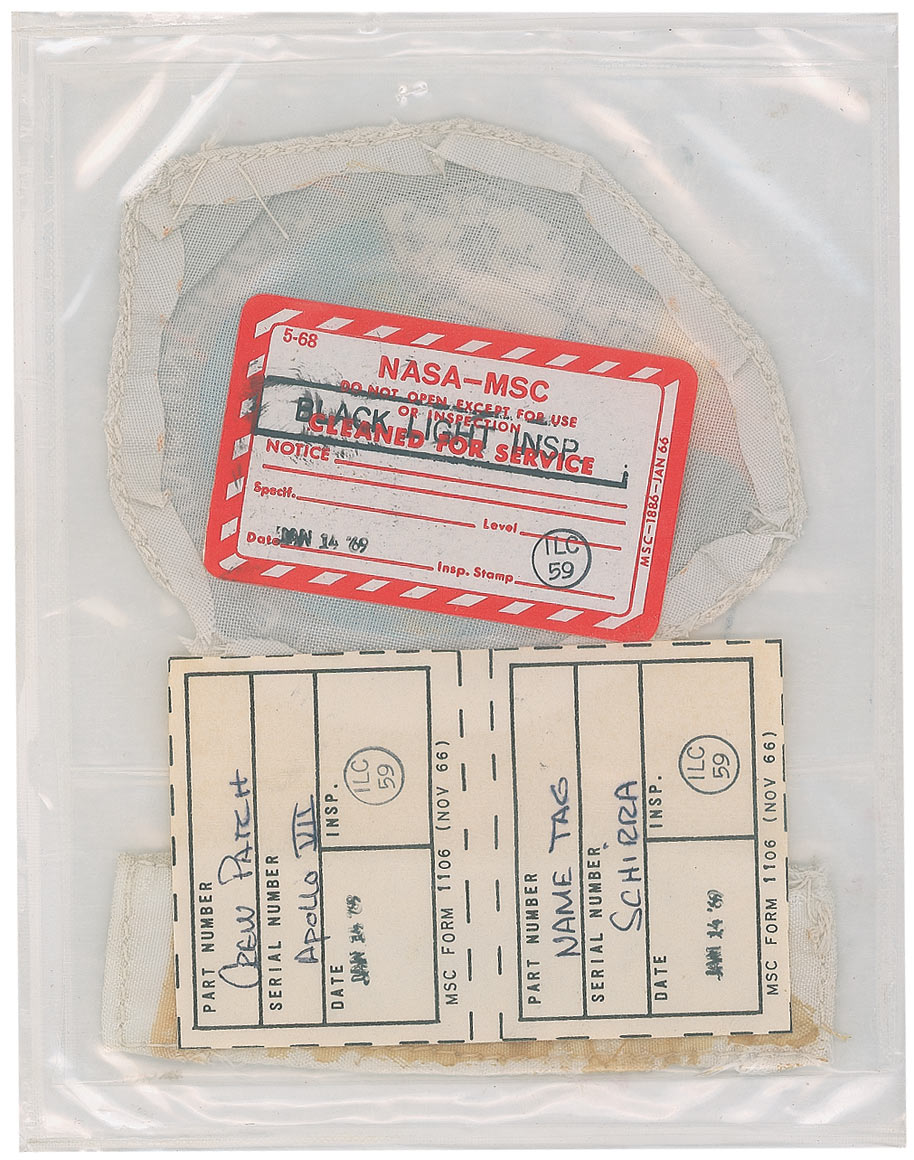 5-68
NASA-MSC
DO NOT OPEN EXCEPT FOR USE
OR INSPECTION
BLACK LIGHT INSP.
CLEANED FOR SERVICE
NOTICE
Specif.
Level
Date JAN 14 '69
Insp. Stamp
ILC
59
MSC-1886-JAN 66
PART NUMBER
CREW PATCH
SERIAL NUMBER
Apollo VII
DATE
JAN 14 '69
INSP.
ILC
59
MSC FORM 1106 (NOV 66)
PART NUMBER
NAME TAG
SERIAL NUMBER
SCHIRRA
DATE
JAN 14 '69
INSP.
ILC
59
MSC FORM 1106 (NOV 66)